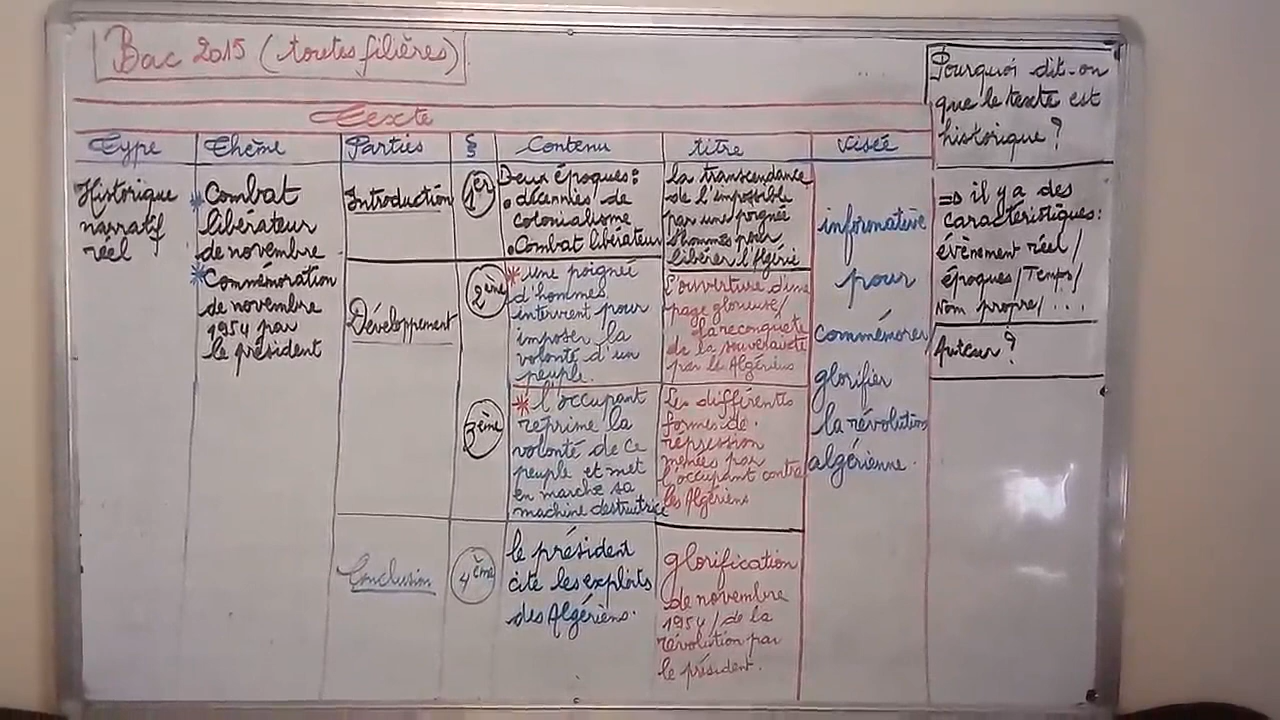 Bac 2015 (toutes filières)
Texte
Type
Thème
Parties
§
Contenu
titre
visée
Historique
narratif
réel
* Combat
libérateur
de novembre
* Commémoration
de novembre
1954 par
le président
Introduction
1er
Deux époques:
• décennies de
colonialisme
• Combat libérateur
la transcendance
de l'impossible
par une poignée
d'hommes pour
libérer l'Algérie
Développement
2ème
* une poignée
d'hommes
intervient pour
imposer la
volonté d'un
peuple.
l'ouverture d'une
page glorieuse/
la reconquête
de la souveraineté
par les Algériens
3ème
* l'occupant
réprime la
volonté de ce
peuple et met
en marche sa
machine destruitrice
les différentes
formes de
répression
menées par
l'occupant contre
les Algériens
Conclusion
4ème
le président
cite les exploits
des Algériens.
glorification
de novembre
1954 / de la
révolution par
le président.
informative
pour
commémorer/
glorifier
la révolution
algérienne.
Pourquoi dit-on
que le texte est
historique ?
=> il y a des
caractéristiques:
évènement réel/
époques/Temps/
Nom propre/ ...
Auteur ?